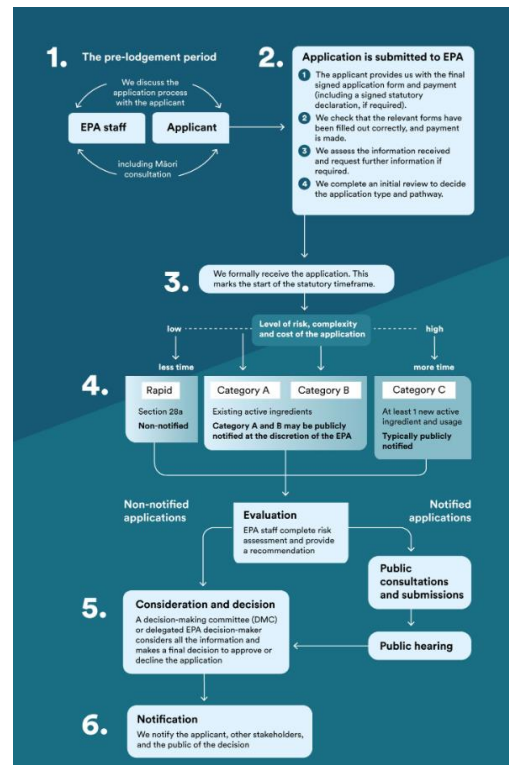 1. The pre-lodgement period
We discuss the
application process
with the applicant
EPA staff
Applicant
including Māori
consultation
2. Application is submitted to EPA
1 The applicant provides us with the final
signed application form and payment
(including a signed statutory
declaration, if required).
2 We check that the relevant forms have
been filled out correctly, and payment
is made.
3 We assess the information received
and request further information if
required.
4 We complete an initial review to decide
the application type and pathway.
3. We formally receive the application. This
marks the start of the statutory timeframe.
Level of risk, complexity
and cost of the application
low
high
less time
more time
4.
Rapid
Section 28a
Non-notified
Category A
Category B
Existing active ingredients
Category A and B may be publicly
notified at the discretion of the EPA
Category C
At least 1 new active
ingredient and usage
Typically publicly
notified
Non-notified
applications
Notified
applications
Evaluation
EPA staff complete risk
assessment and provide
a recommendation
Public
consultations
and submissions
Public hearing
5. Consideration and decision
A decision-making committee (DMC)
or delegated EPA decision-maker
considers all the information and
makes a final decision to approve or
decline the application
6. Notification
We notify the applicant, other stakeholders,
and the public of the decision